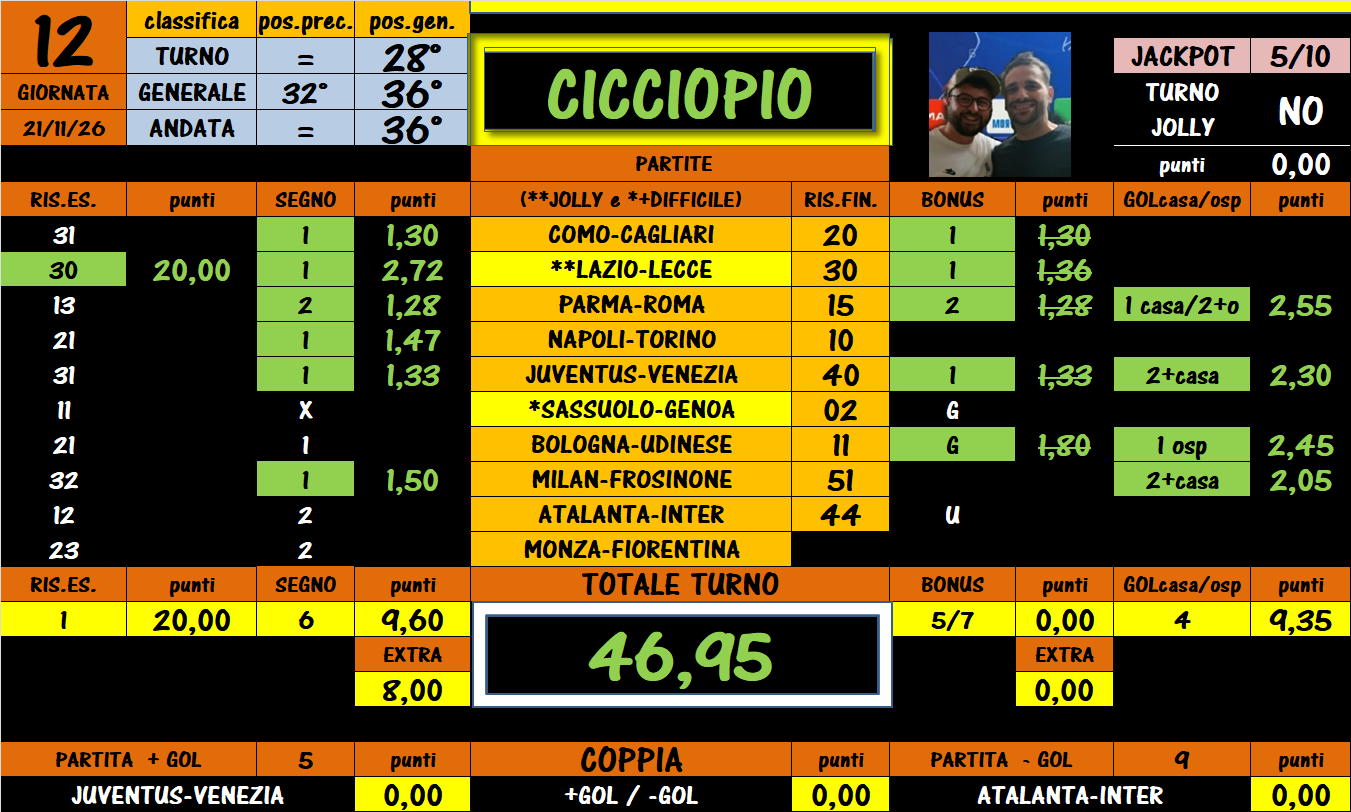 12 classifica pos.prec. pos.gen.
TURNO = 28°
GIORNATA GENERALE 32° 36°
21/11/26 ANDATA = 36°
CICCIOPIO
JACKPOT 5/10
TURNO JOLLY NO
punti 0,00
PARTITE
RIS.ES. punti SEGNO punti (**JOLLY e *+DIFFICILE) RIS.FIN. BONUS punti GOLcasa/osp punti
31 1 1,30 COMO-CAGLIARI 20 1 1,30
30 20,00 1 2,72 **LAZIO-LECCE 30 1 1,36
13 2 1,28 PARMA-ROMA 15 2 1,28 1 casa/2+o 2,55
21 1 1,47 NAPOLI-TORINO 10
31 1 1,33 JUVENTUS-VENEZIA 40 1 1,33 2+casa 2,30
11 X *SASSUOLO-GENOA 02 G
21 1 BOLOGNA-UDINESE 11 G 1,80 1 osp 2,45
32 1 1,50 MILAN-FROSINONE 51 2+casa 2,05
12 2 ATALANTA-INTER 44 U
23 2 MONZA-FIORENTINA
RIS.ES. punti SEGNO punti TOTALE TURNO BONUS punti GOLcasa/osp punti
1 20,00 6 9,60 46,95 5/7 0,00 4 9,35
EXTRA EXTRA
8,00 0,00
PARTITA + GOL 5 punti COPPIA punti PARTITA - GOL 9 punti
JUVENTUS-VENEZIA 0,00 +GOL / -GOL 0,00 ATALANTA-INTER 0,00